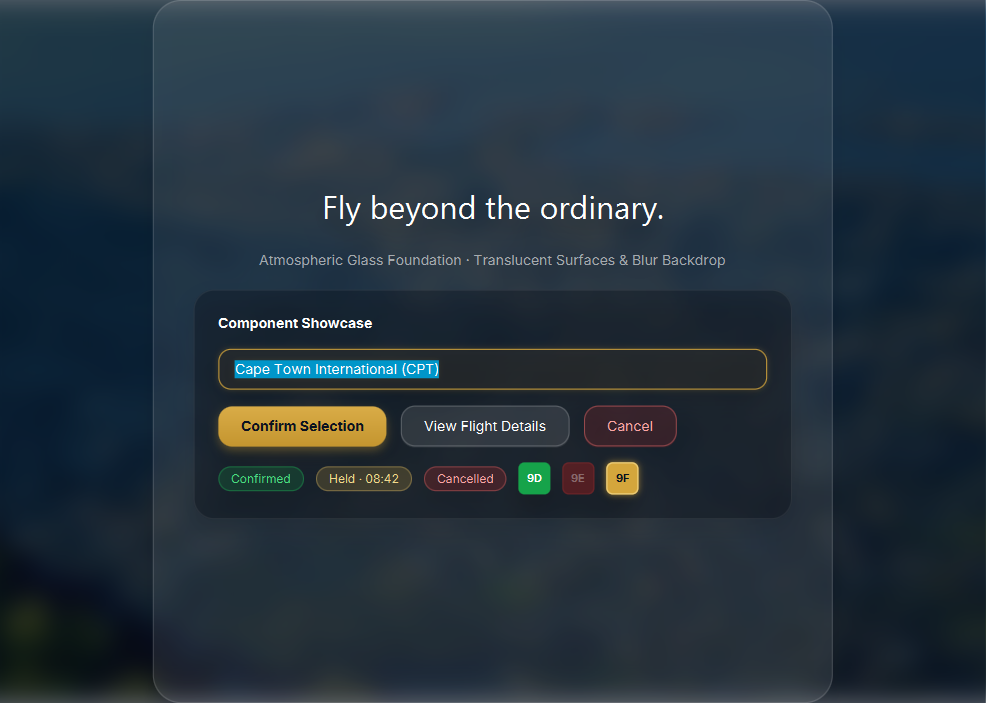 Fly beyond the ordinary.
Atmospheric Glass Foundation · Translucent Surfaces & Blur Backdrop
Component Showcase
Cape Town International (CPT)
Confirm Selection View Flight Details Cancel
Confirmed Held · 08:42 Cancelled 9D 9E 9F